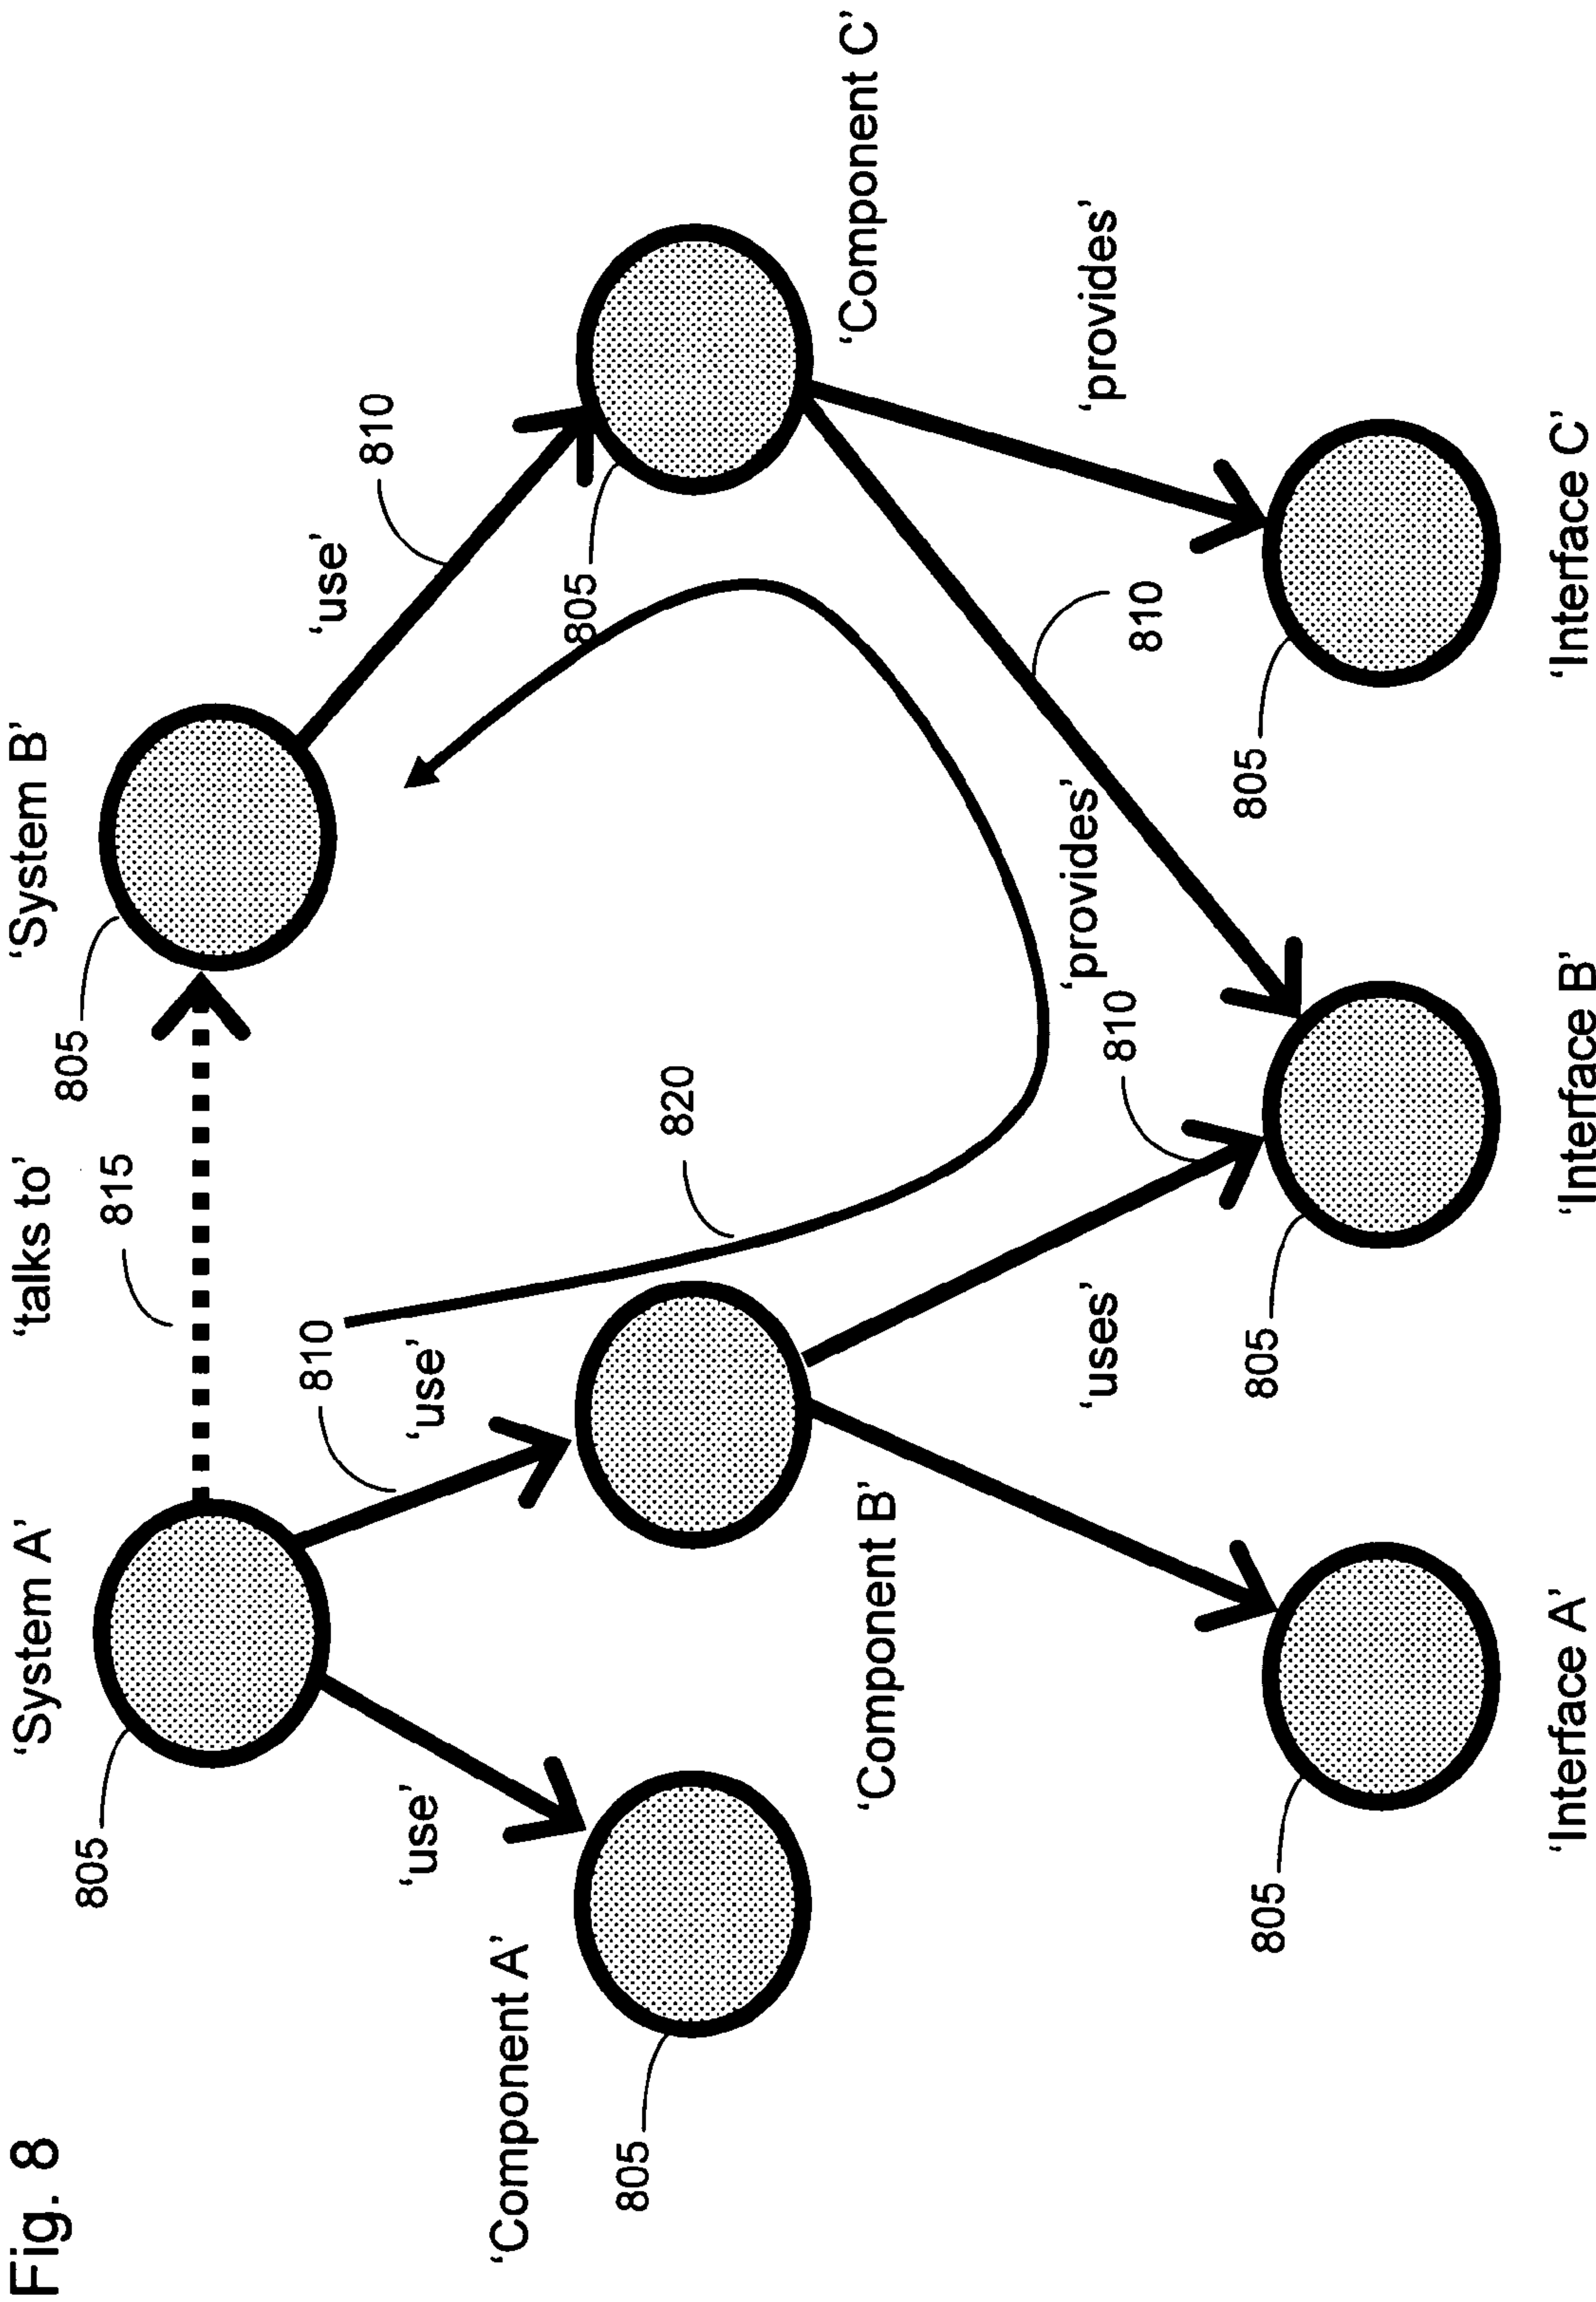 Fig. 8
‘System A’
‘talks to’
‘System B’
805
815
805
‘use’
810
‘use’
‘use’
810
‘Component A’
805
820
805
‘Component B’
‘Component C’
‘uses’
810
‘provides’
810
‘provides’
805
805
805
‘Interface A’
‘Interface B’
‘Interface C’